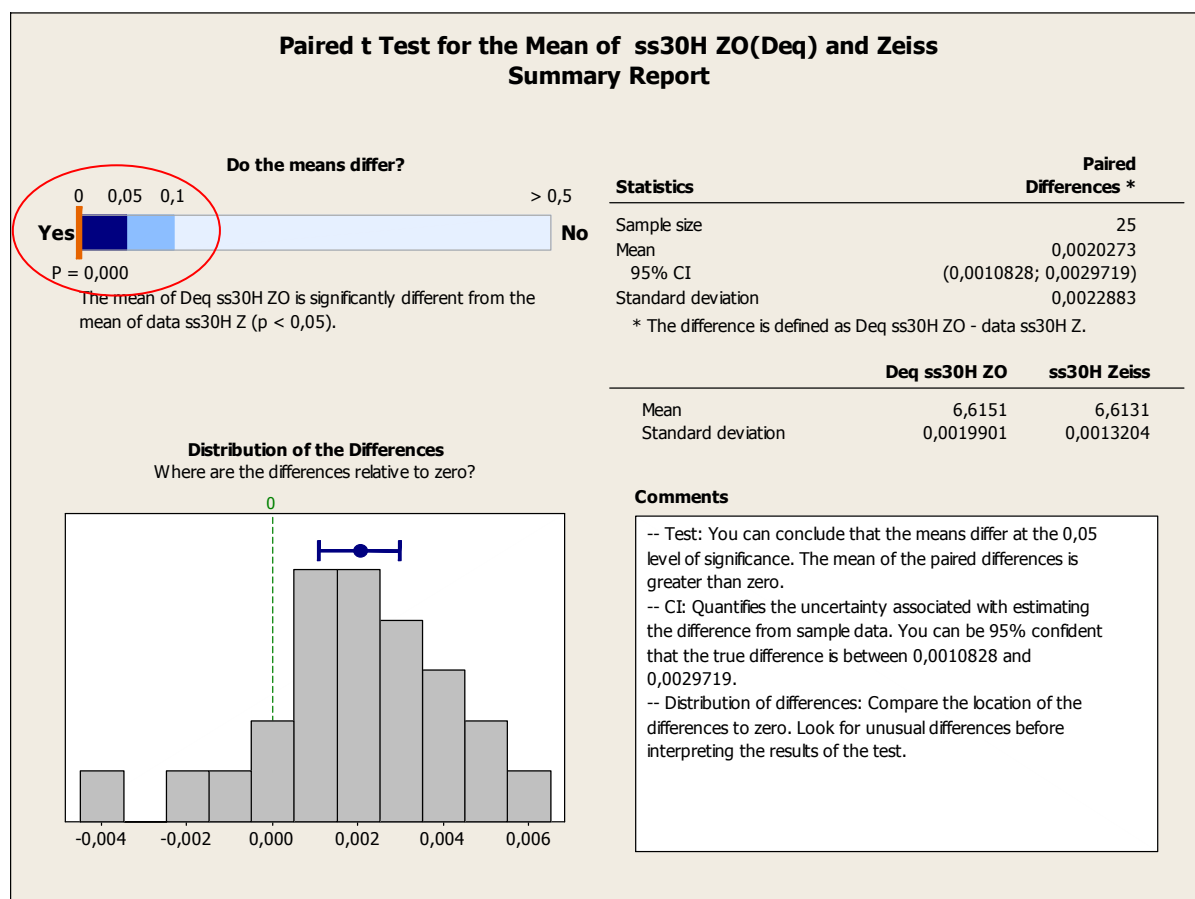 Paired t Test for the Mean of ss30H ZO(Deq) and Zeiss
Summary Report
Do the means differ?
0 0,05 0,1 > 0,5
Yes No
P = 0,000
The mean of Deq ss30H ZO is significantly different from the
mean of data ss30H Z (p < 0,05).
Paired
Statistics Differences *
Sample size 25
Mean 0,0020273
95% CI (0,0010828; 0,0029719)
Standard deviation 0,0022883
* The difference is defined as Deq ss30H ZO - data ss30H Z.
Deq ss30H ZO ss30H Zeiss
Mean 6,6151 6,6131
Standard deviation 0,0019901 0,0013204
Distribution of the Differences
Where are the differences relative to zero?
0
-0,004 -0,002 0,000 0,002 0,004 0,006
Comments
-- Test: You can conclude that the means differ at the 0,05
level of significance. The mean of the paired differences is
greater than zero.
-- CI: Quantifies the uncertainty associated with estimating
the difference from sample data. You can be 95% confident
that the true difference is between 0,0010828 and
0,0029719.
-- Distribution of differences: Compare the location of the
differences to zero. Look for unusual differences before
interpreting the results of the test.